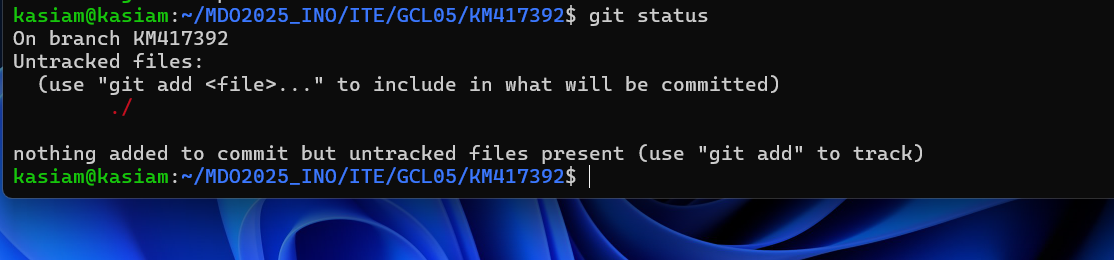 kasiam@kasiam:~/MDO2025_INO/ITE/GCL05/KM417392$ git status
On branch KM417392
Untracked files:
  (use "git add <file>..." to include in what will be committed)
        ./

nothing added to commit but untracked files present (use "git add" to track)
kasiam@kasiam:~/MDO2025_INO/ITE/GCL05/KM417392$